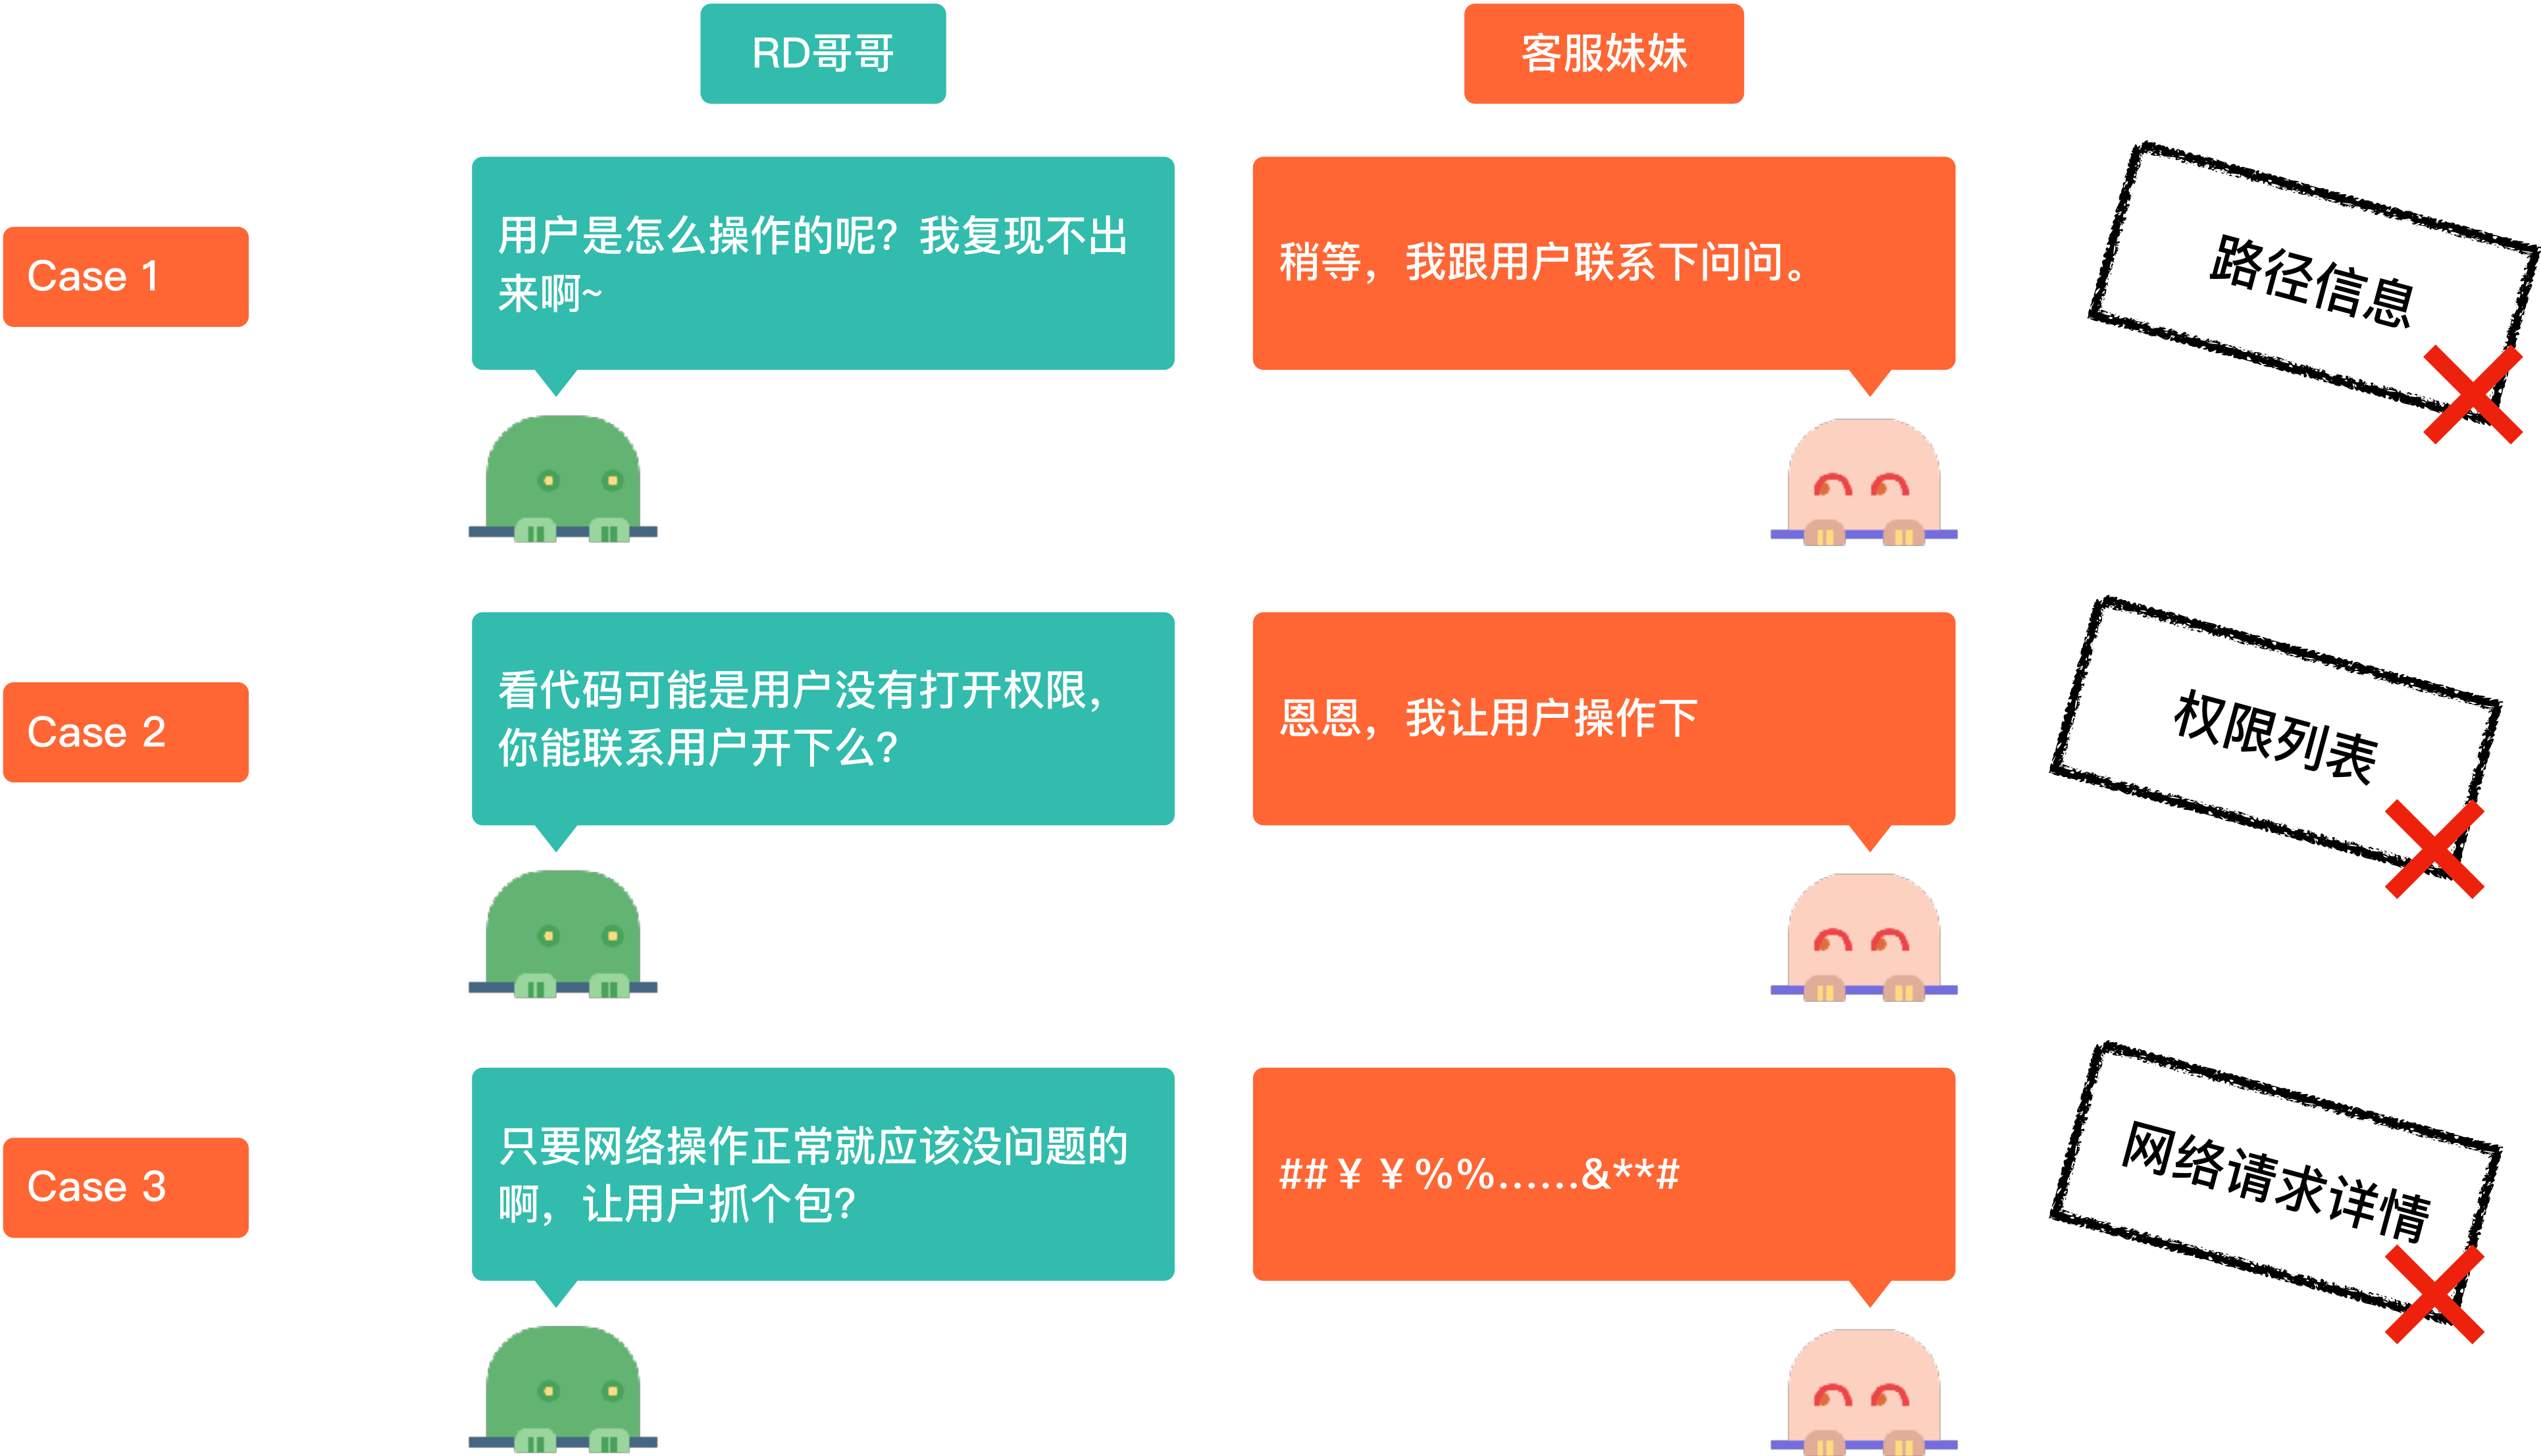 RD哥哥
客服妹妹
Case 1
用户是怎么操作的呢？我复现不出
来啊~
稍等，我跟用户联系下问问。
路径信息
Case 2
看代码可能是用户没有打开权限，
你能联系用户开下么？
恩恩，我让用户操作下
权限列表
Case 3
只要网络操作正常就应该没问题的
啊，让用户抓个包？
##￥￥%%……&**#
网络请求详情